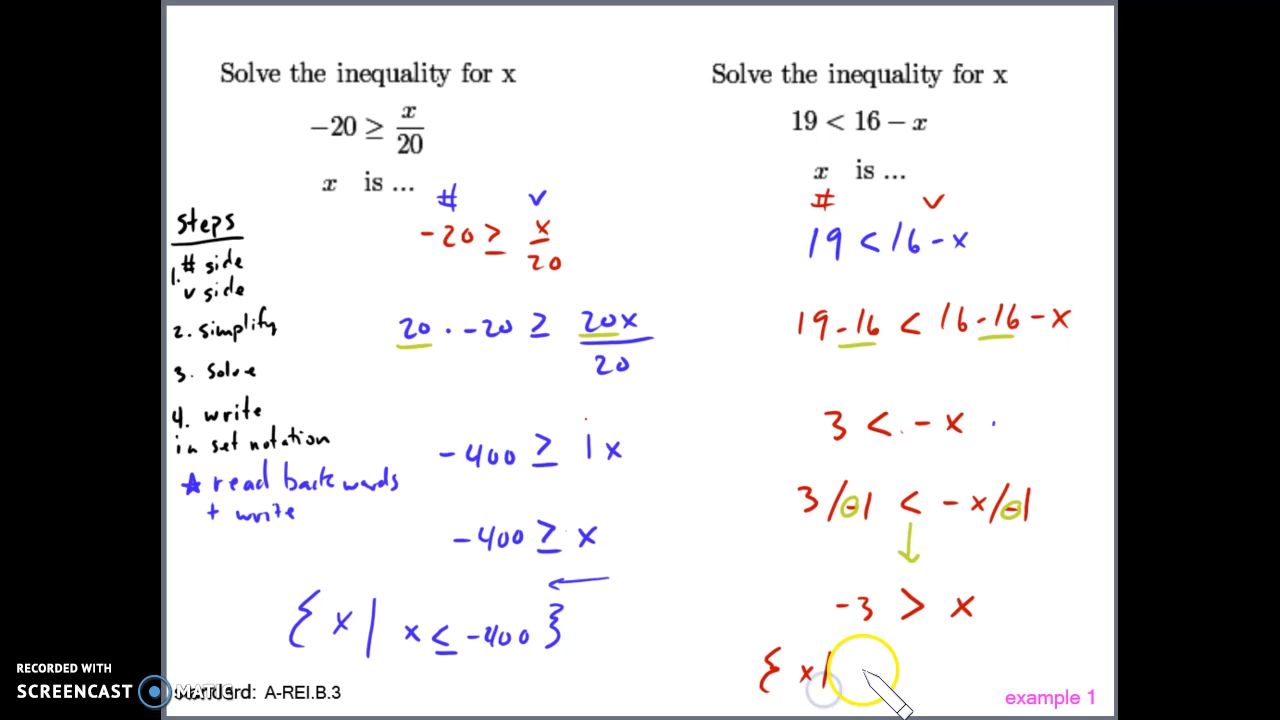 Solve the inequality for x
−20 ≥ x/20
x is ...
# v
-20 ≥ x/20
20 · -20 ≥ 20x/20
-400 ≥ 1x
-400 ≥ x
{ x | x ≤ -400 }
steps
1. # side
v side
2. simplify
3. solve
4. write
in set notation
★ read backwards
+ write
Solve the inequality for x
19 < 16 − x
x is ...
# v
19 < 16 - x
19 - 16 < 16 - 16 - x
3 < - x
3/-1 < - x/-1
-3 > x
{ x |
RECORDED WITH
SCREENCAST MATIC
: A-REI.B.3
example 1